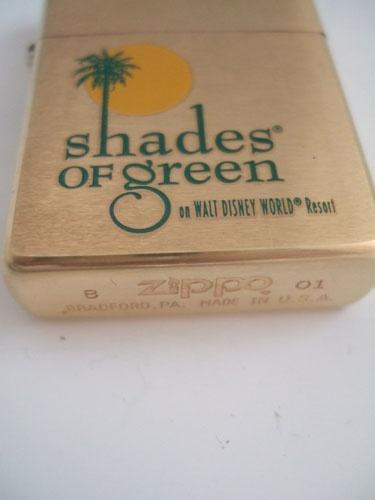 shades®
OF green
on WALT DISNEY WORLD® Resort
B zippo 01
BRADFORD, PA. MADE IN U.S.A.